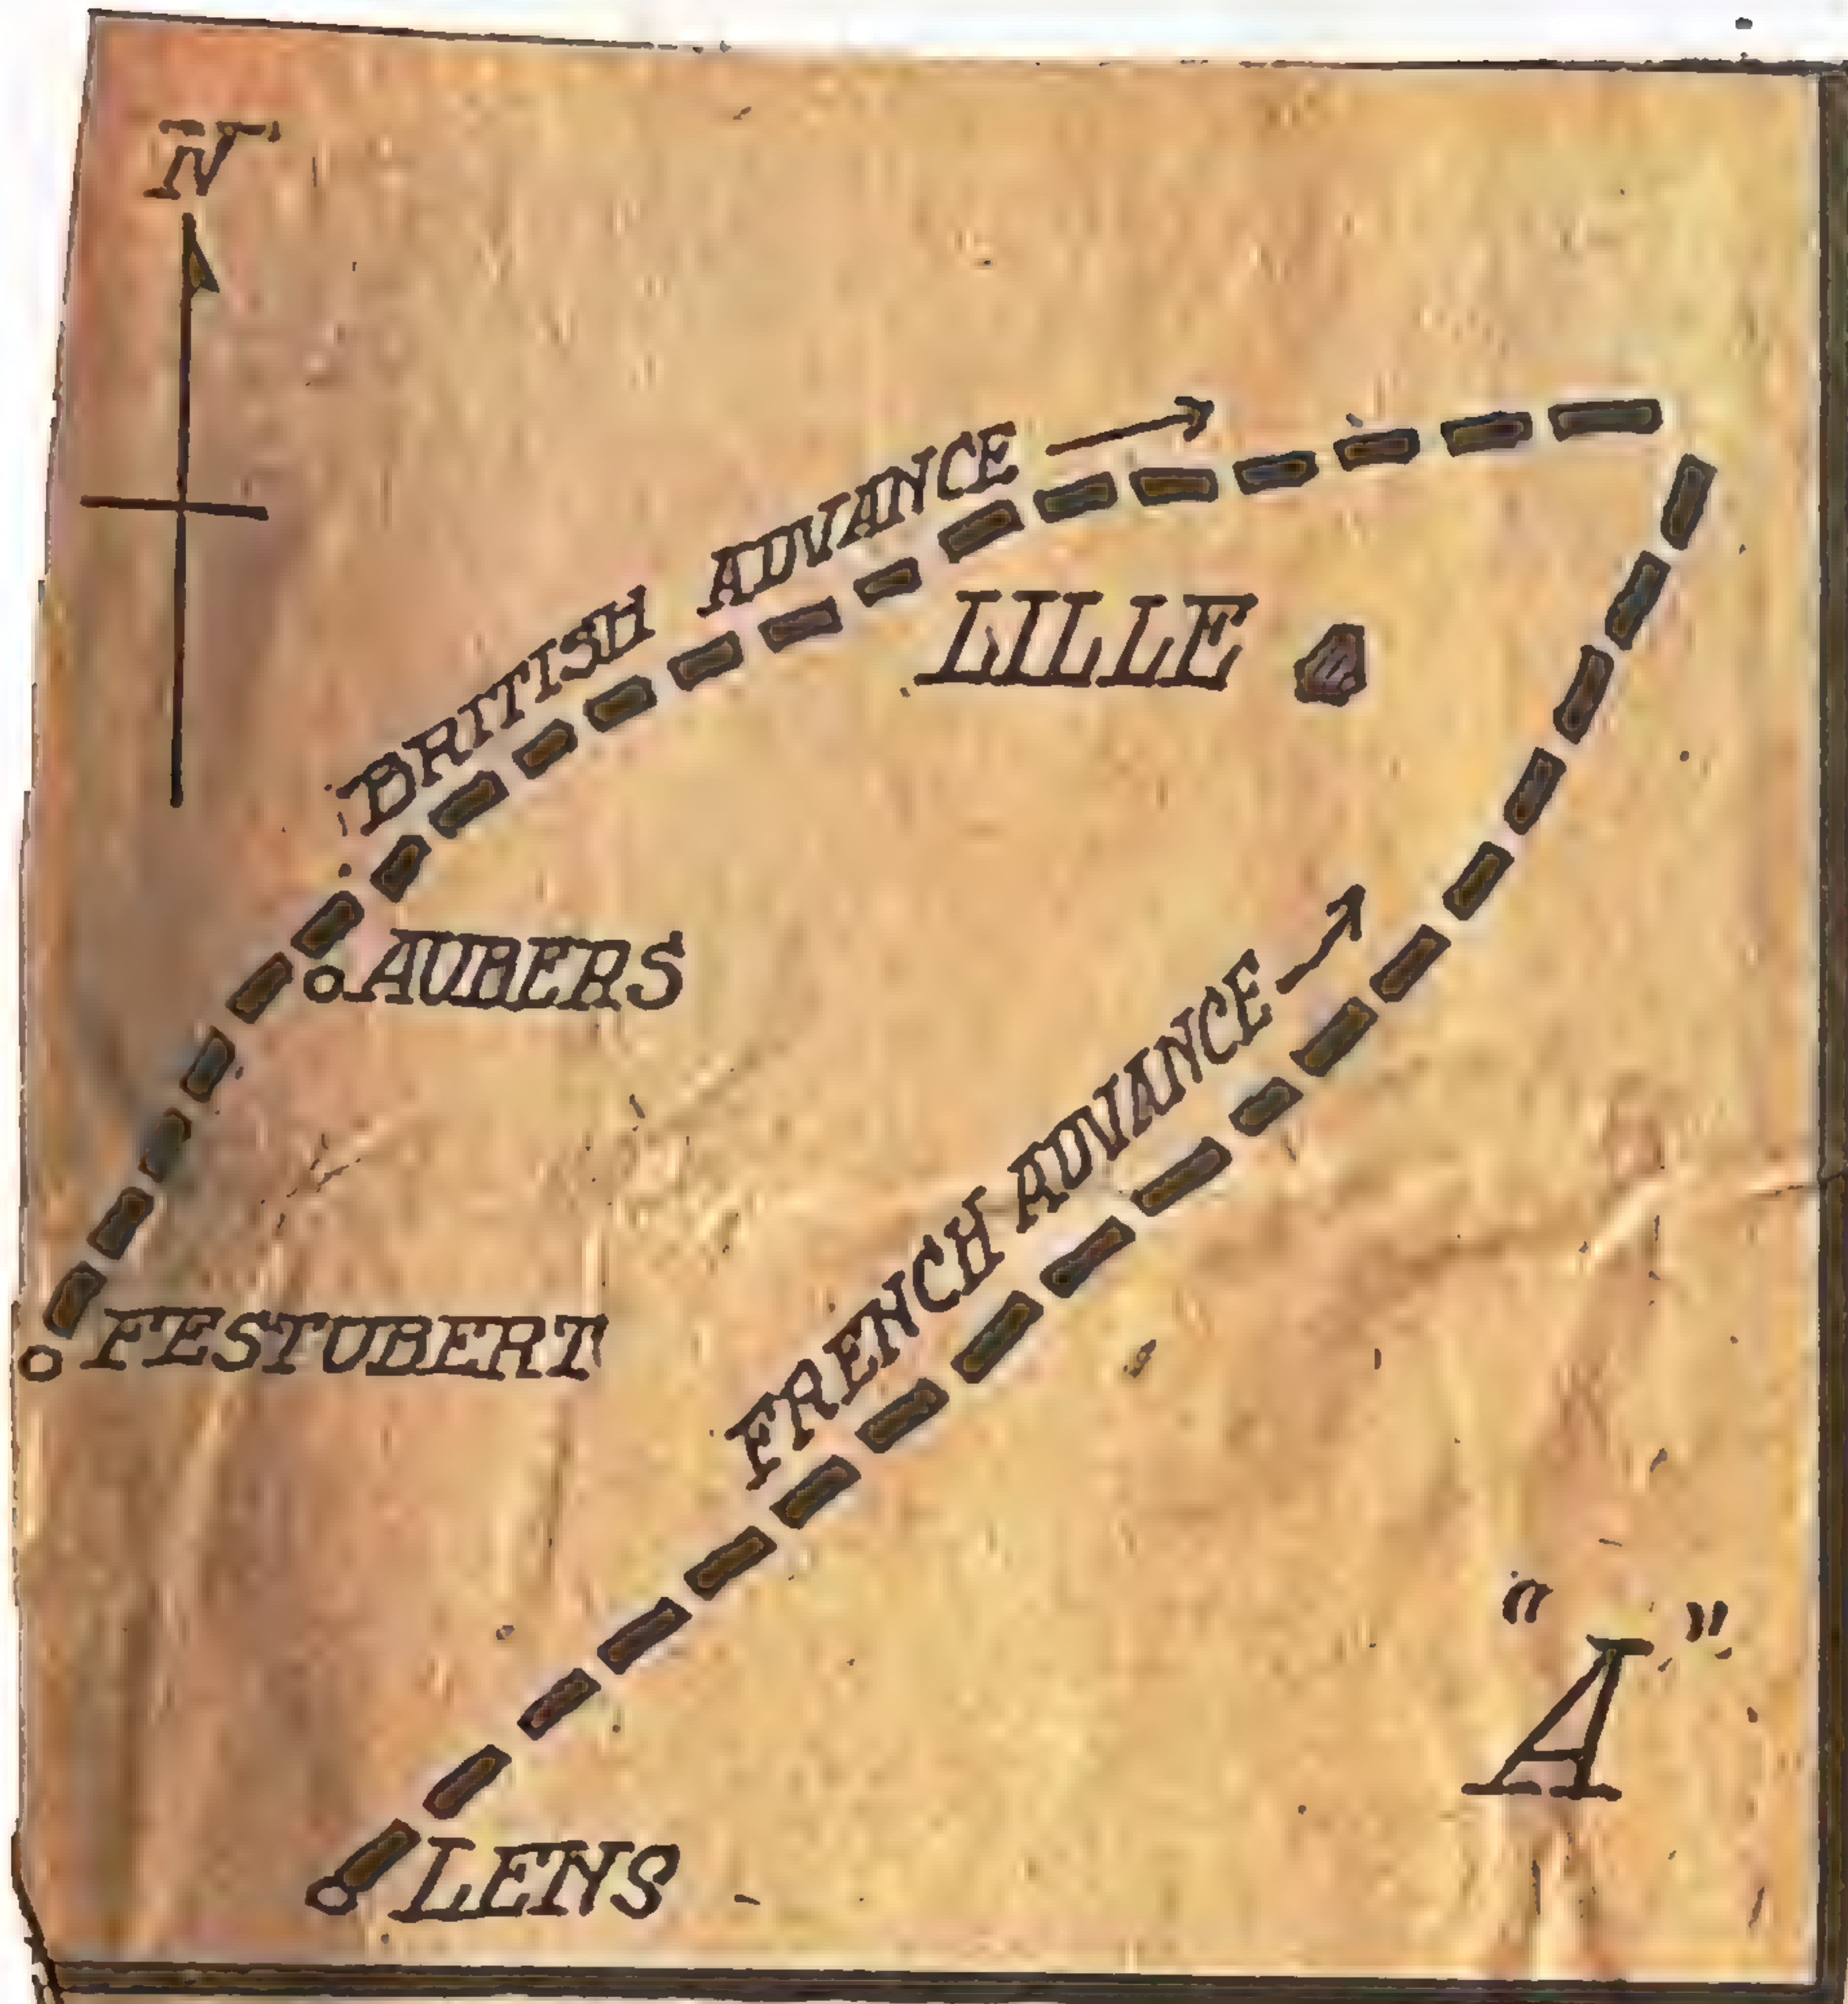 N
BRITISH ADVANCE
LILLE
AUBERS
FESTUBERT
FRENCH ADVANCE
"A"
LENS